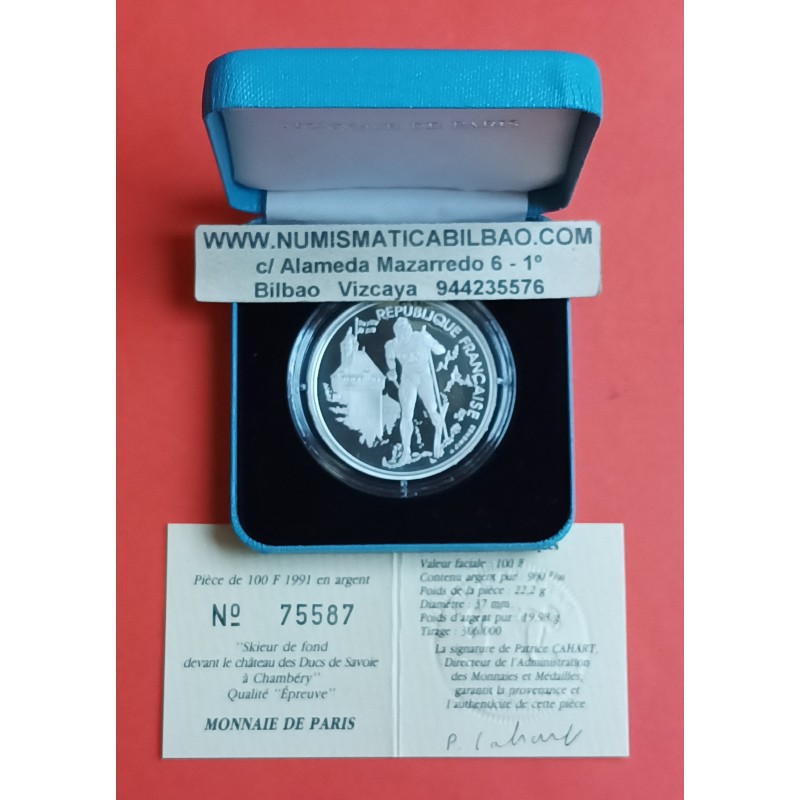 MONNAIE DE PARIS
WWW.NUMISMATICABILBAO.COM
c/ Alameda Mazarredo 6 - 1º
Bilbao Vizcaya 944235576
REPUBLIQUE FRANÇAISE
Pièce de 100 F 1991 en argent
Nº 75587
"Skieur de fond
devant le château des Ducs de Savoie
à Chambéry"
Qualité "Épreuve"
MONNAIE DE PARIS
Valeur faciale : 100 F
Contenu argent pur : 900 ‰
Poids de la pièce : 22,2 g
Diamètre : 37 mm
Poids d'argent pur : 19,98 g
Tirage :
La signature de Patrice CAHART,
Directeur de l'Administration
des Monnaies et Médailles,
garantit la provenance et
l'authenticité de cette pièce
P. Cahart